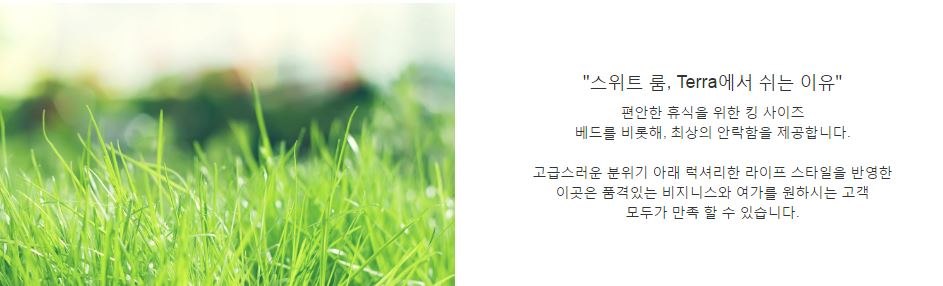 "스위트 룸, Terra에서 쉬는 이유"
편안한 휴식을 위한 킹 사이즈
베드를 비롯해, 최상의 안락함을 제공합니다.
고급스러운 분위기 아래 럭셔리한 라이프 스타일을 반영한
이곳은 품격있는 비지니스와 여가를 원하시는 고객
모두가 만족 할 수 있습니다.